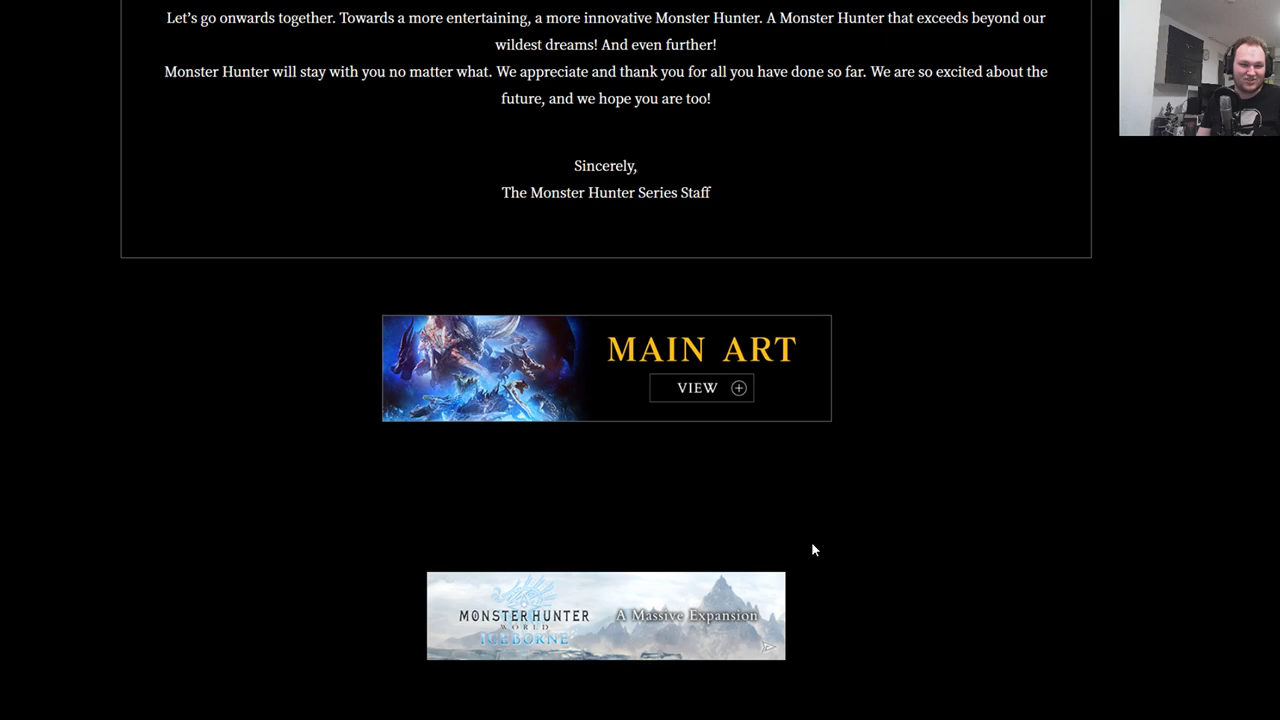 Let’s go onwards together. Towards a more entertaining, a more innovative Monster Hunter. A Monster Hunter that exceeds beyond our
wildest dreams! And even further!
Monster Hunter will stay with you no matter what. We appreciate and thank you for all you have done so far. We are so excited about the
future, and we hope you are too!
Sincerely,
The Monster Hunter Series Staff
MAIN ART
VIEW
MONSTER HUNTER
WORLD
ICEBORNE
A Massive Expansion